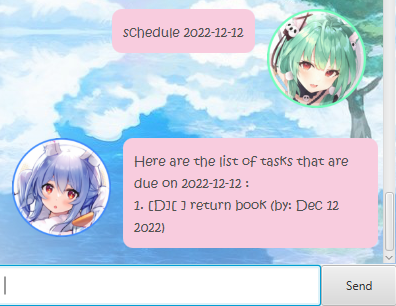 schedule 2022-12-12
Here are the list of tasks that are
due on 2022-12-12 :
1. [D][ ] return book (by: Dec 12
2022)
Send